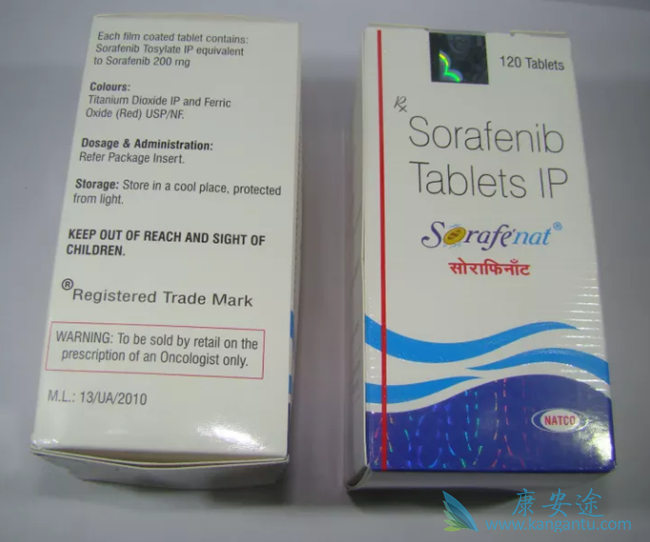 Each film coated tablet contains:
Sorafenib Tosylate IP equivalent
to Sorafenib 200 mg
Colours:
Titanium Dioxide IP and Ferric
Oxide (Red) USP/NF.
Dosage & Administration:
Refer Package Insert.
Storage: Store in a cool place, protected
from light.
KEEP OUT OF REACH AND SIGHT OF
CHILDREN.
®Registered Trade Mark
WARNING: To be sold by retail on the
prescription of an Oncologist only.
M.L.: 13/UA/2010
120 Tablets
Rx
Sorafenib
Tablets IP
Sorafenat®
सोराफिनाँट
NATCO
康安途
www.kangantu.com